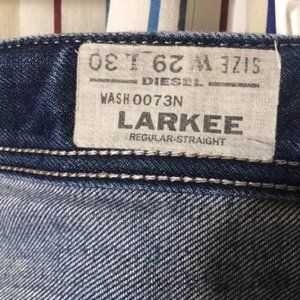 SIZE W 29 L 30
DIESEL
WASH 0073N
LARKEE
REGULAR-STRAIGHT